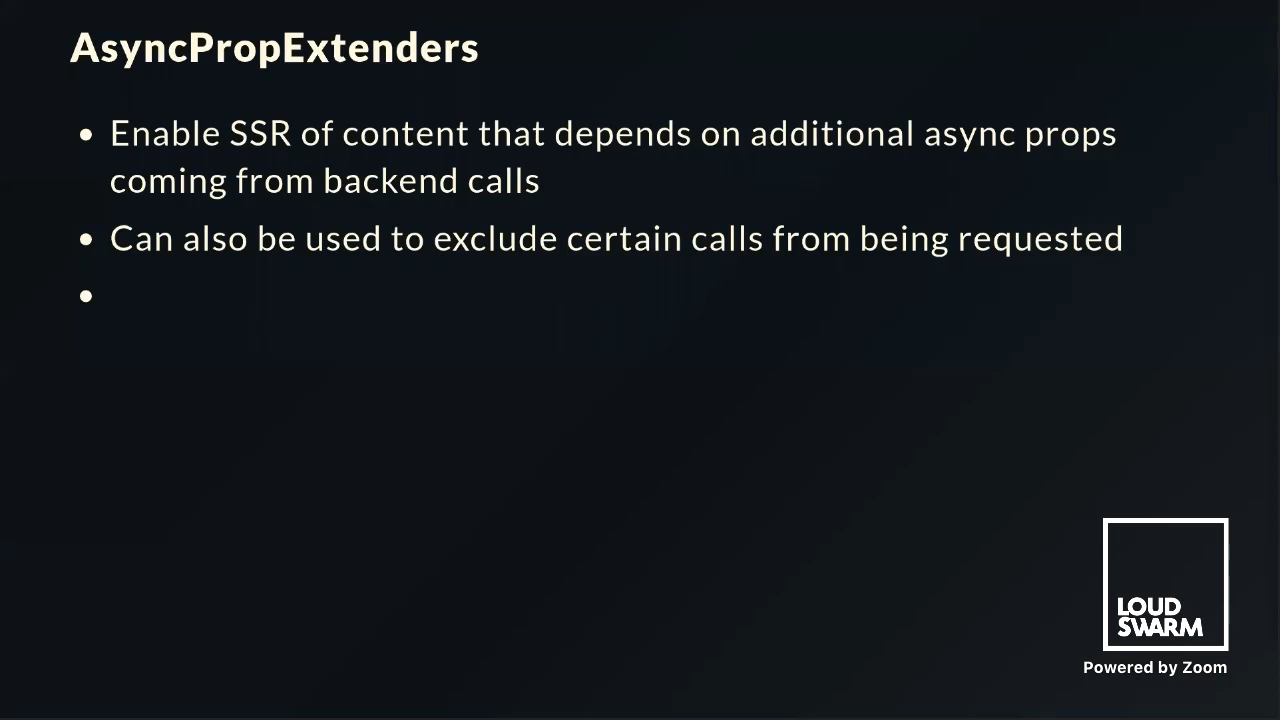 AsyncPropExtenders
• Enable SSR of content that depends on additional async props
coming from backend calls
• Can also be used to exclude certain calls from being requested
•
LOUD
SWARM
Powered by Zoom